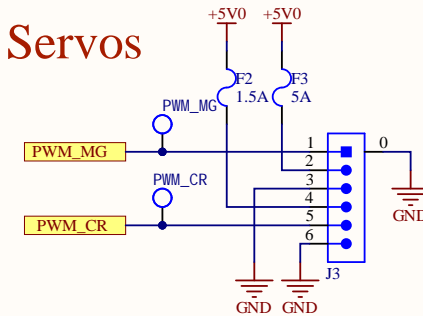 +5V0 +5V0
Servos
F2 F3
1.5A 5A
PWM_MG
PWM_MG 1 0
2
PWM_CR 3
4
PWM_CR 5
6
GND
J3
GND GND